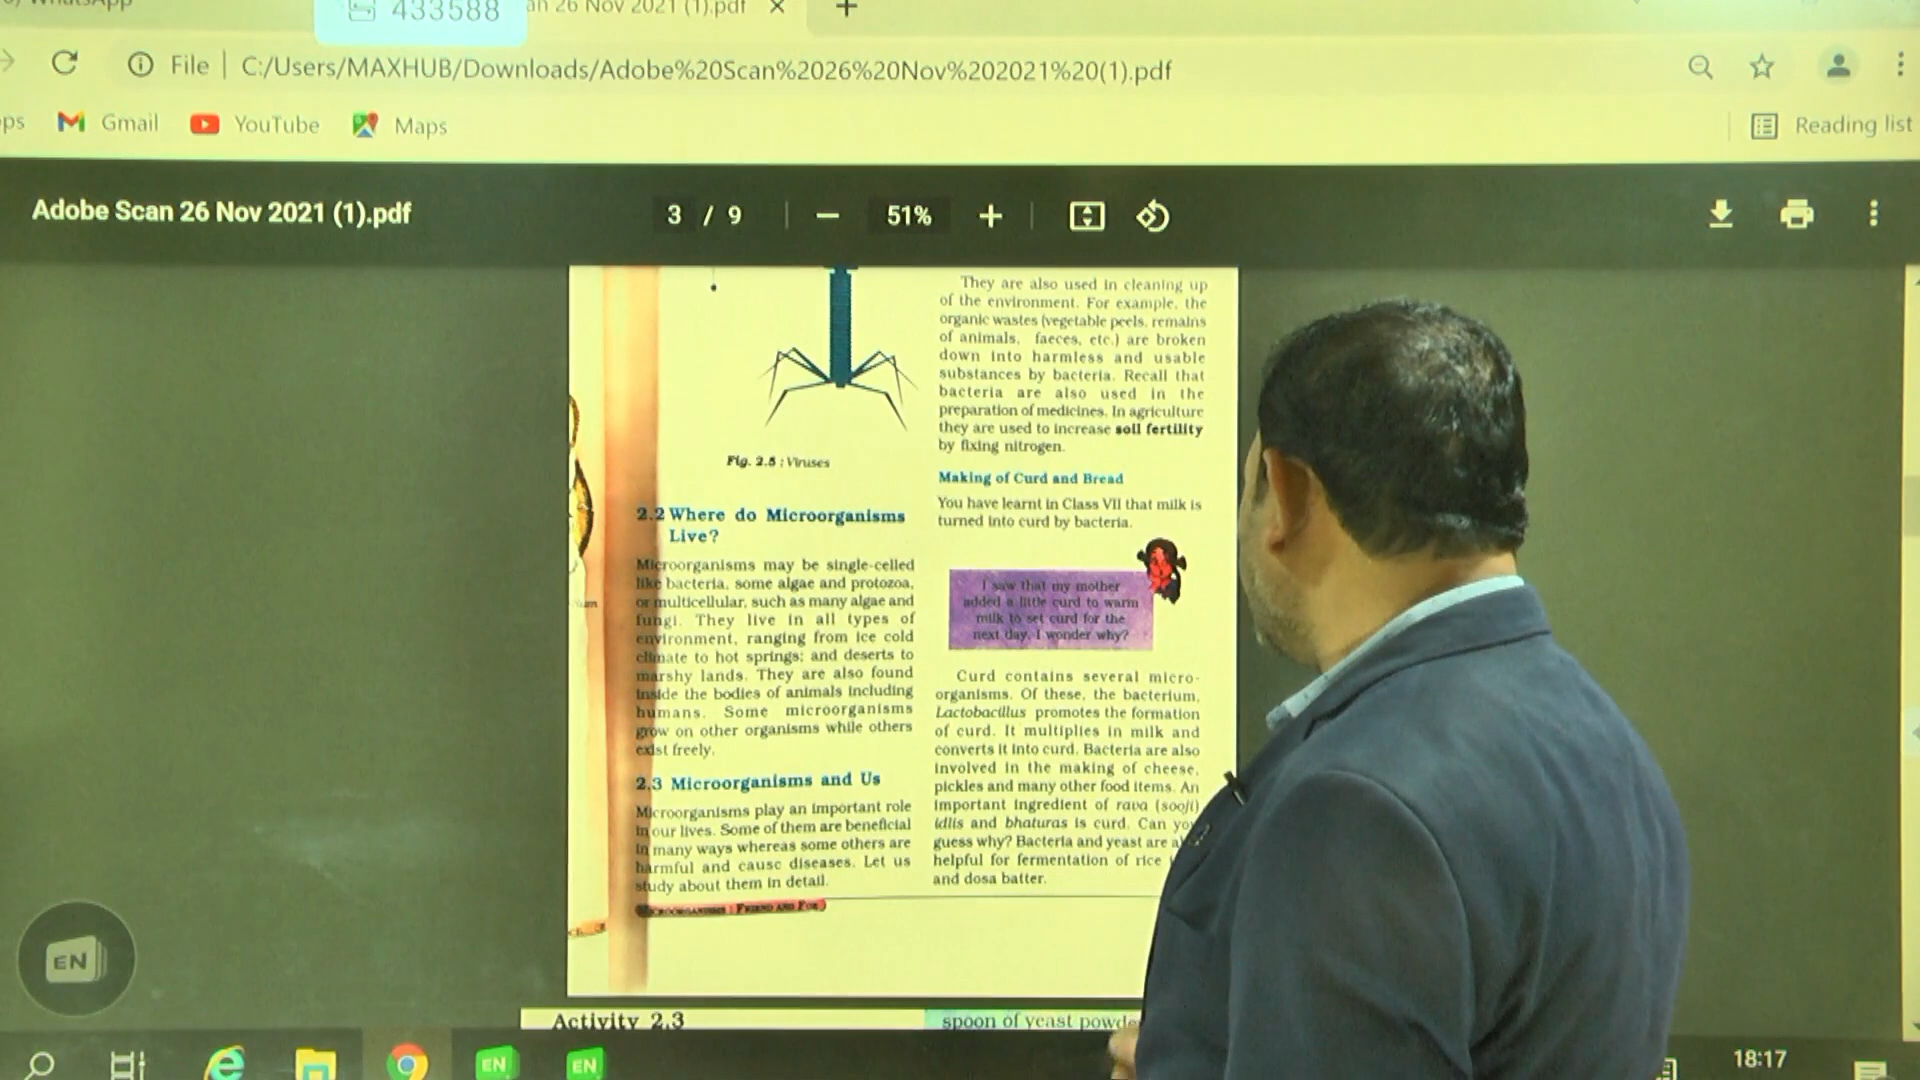 WhatsApp
433588
an 26 Nov 2021 (1).pdf
File
C:/Users/MAXHUB/Downloads/Adobe%20Scan%2026%20Nov%202021%20(1).pdf
Gmail
YouTube
Maps
Reading list
Adobe Scan 26 Nov 2021 (1).pdf
3 / 9
51%
Fig. 2.5 : Viruses
2.2 Where do Microorganisms
Live?
Microorganisms may be single-celled
like bacteria, some algae and protozoa,
or multicellular, such as many algae and
fungi. They live in all types of
environment, ranging from ice cold
climate to hot springs; and deserts to
marshy lands. They are also found
inside the bodies of animals including
humans. Some microorganisms
grow on other organisms while others
exist freely.
2.3 Microorganisms and Us
Microorganisms play an important role
in our lives. Some of them are beneficial
in many ways whereas some others are
harmful and cause diseases. Let us
study about them in detail.
MICROORGANISMS : FRIEND AND FOE
They are also used in cleaning up
of the environment. For example, the
organic wastes (vegetable peels, remains
of animals, faeces, etc.) are broken
down into harmless and usable
substances by bacteria. Recall that
bacteria are also used in the
preparation of medicines. In agriculture
they are used to increase soil fertility
by fixing nitrogen.
Making of Curd and Bread
You have learnt in Class VII that milk is
turned into curd by bacteria.
I saw that my mother
added a little curd to warm
milk to set curd for the
next day. I wonder why?
Curd contains several micro-
organisms. Of these, the bacterium,
Lactobacillus promotes the formation
of curd. It multiplies in milk and
converts it into curd. Bacteria are also
involved in the making of cheese,
pickles and many other food items. An
important ingredient of rava (sooji)
idlis and bhaturas is curd. Can yo
guess why? Bacteria and yeast are a
helpful for fermentation of rice
and dosa batter.
Activity 2.3
spoon of yeast powde
EN
EN
EN
18:17